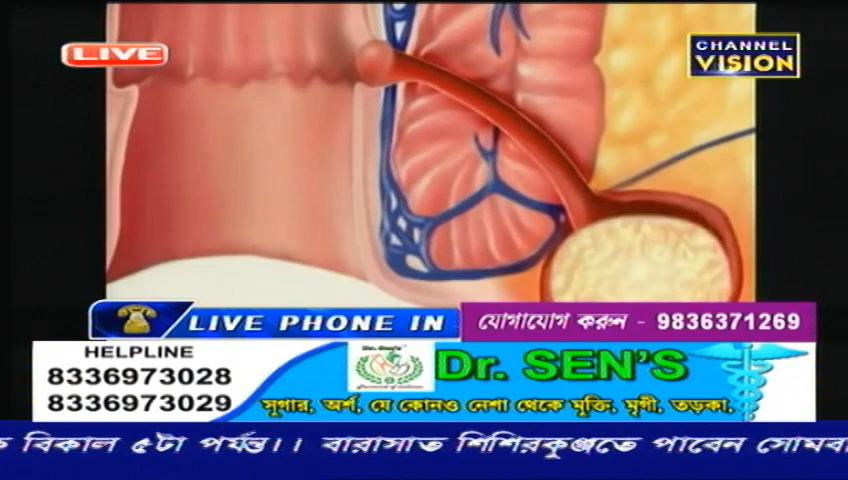 LIVE
CHANNEL
VISION
LIVE PHONE IN
যোগাযোগ করুন - 9836371269
HELPLINE
8336973028
8336973029
Dr. SEN'S
সুগার, অর্শ, যে কোনও নেশা থেকে মুক্তি, মৃগী, তড়কা,
বিকাল ৫টা পর্যন্ত।। বারাসাত শিশিরকুঞ্জতে পাবেন সোমবা